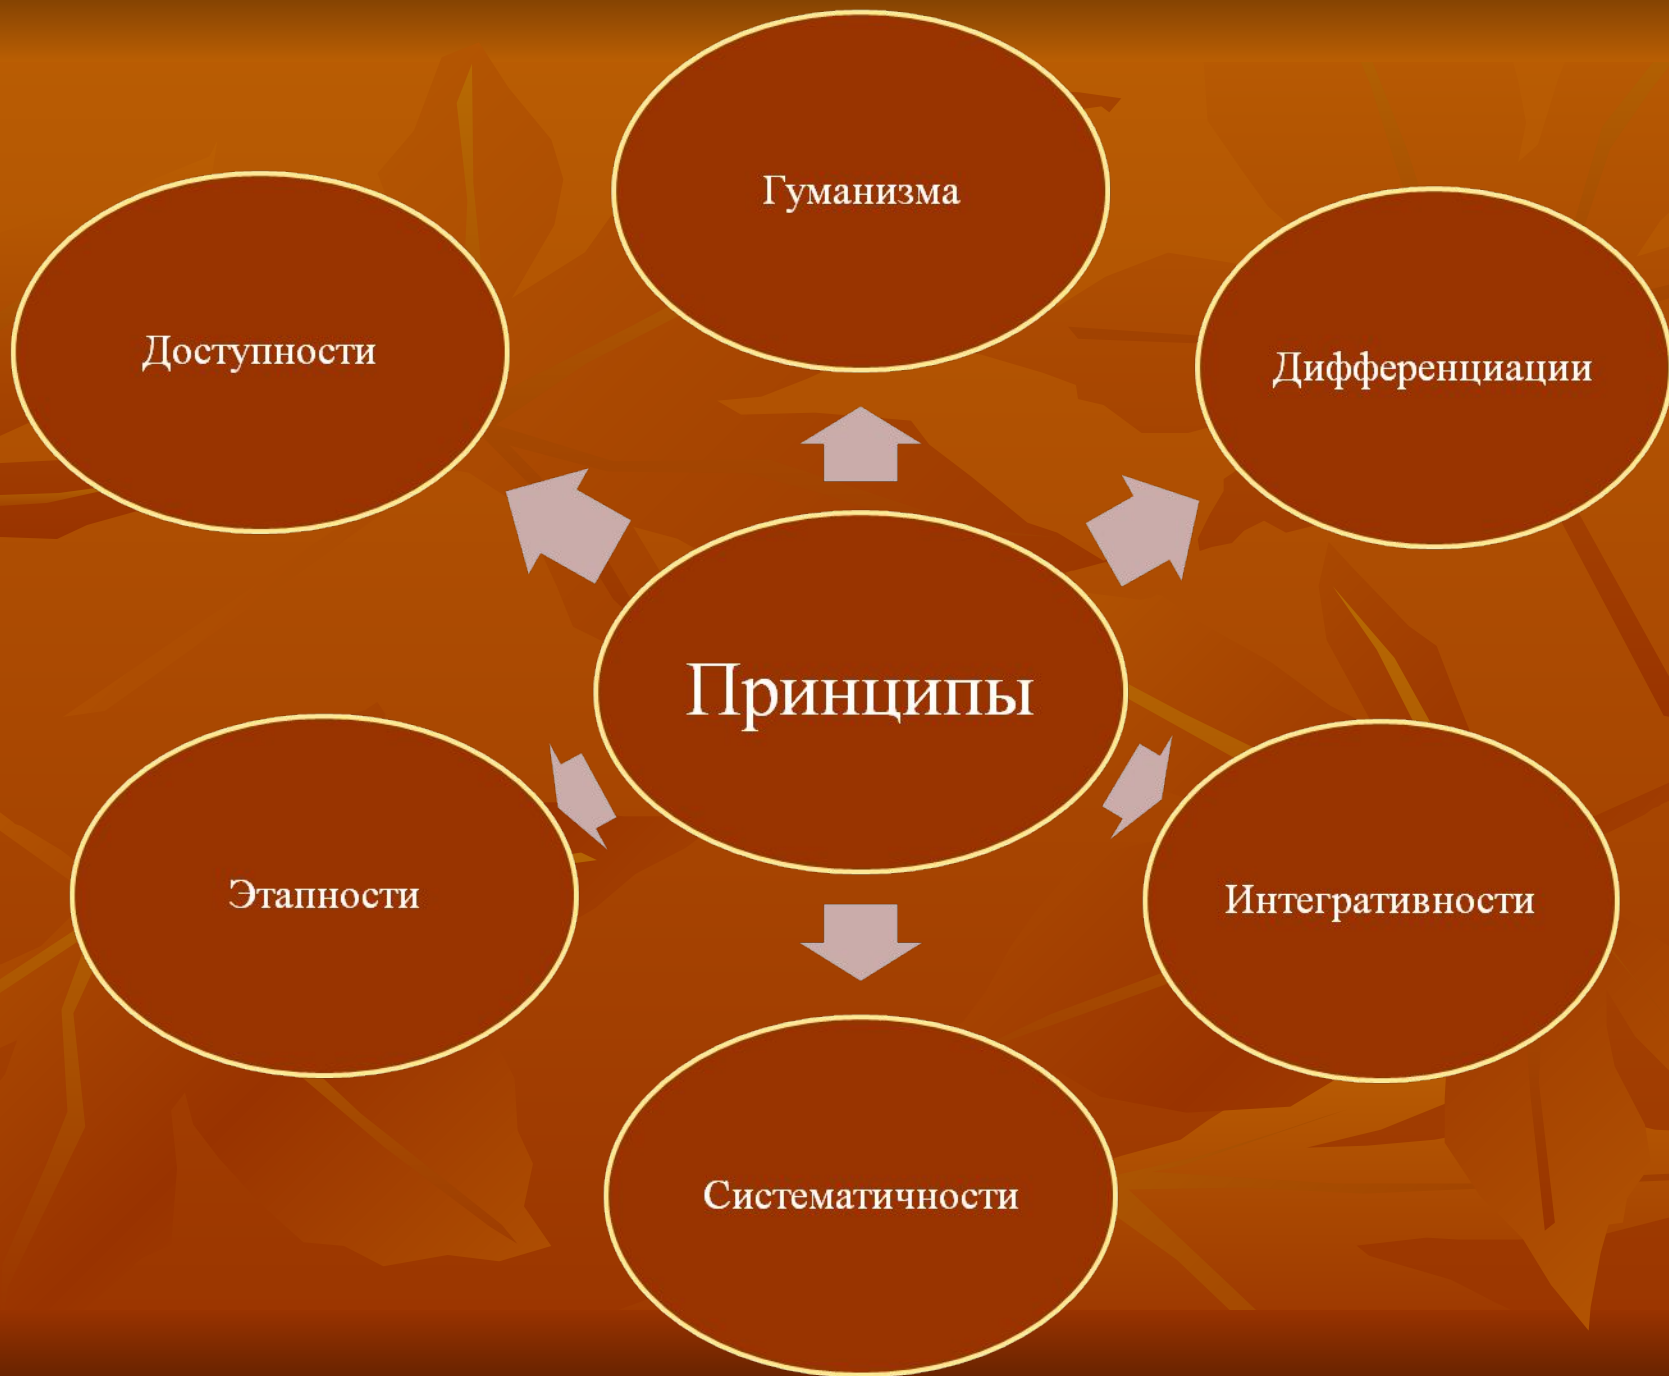 Гуманизма
Доступности
Дифференциации
Принципы
Этапности
Интегративности
Систематичности